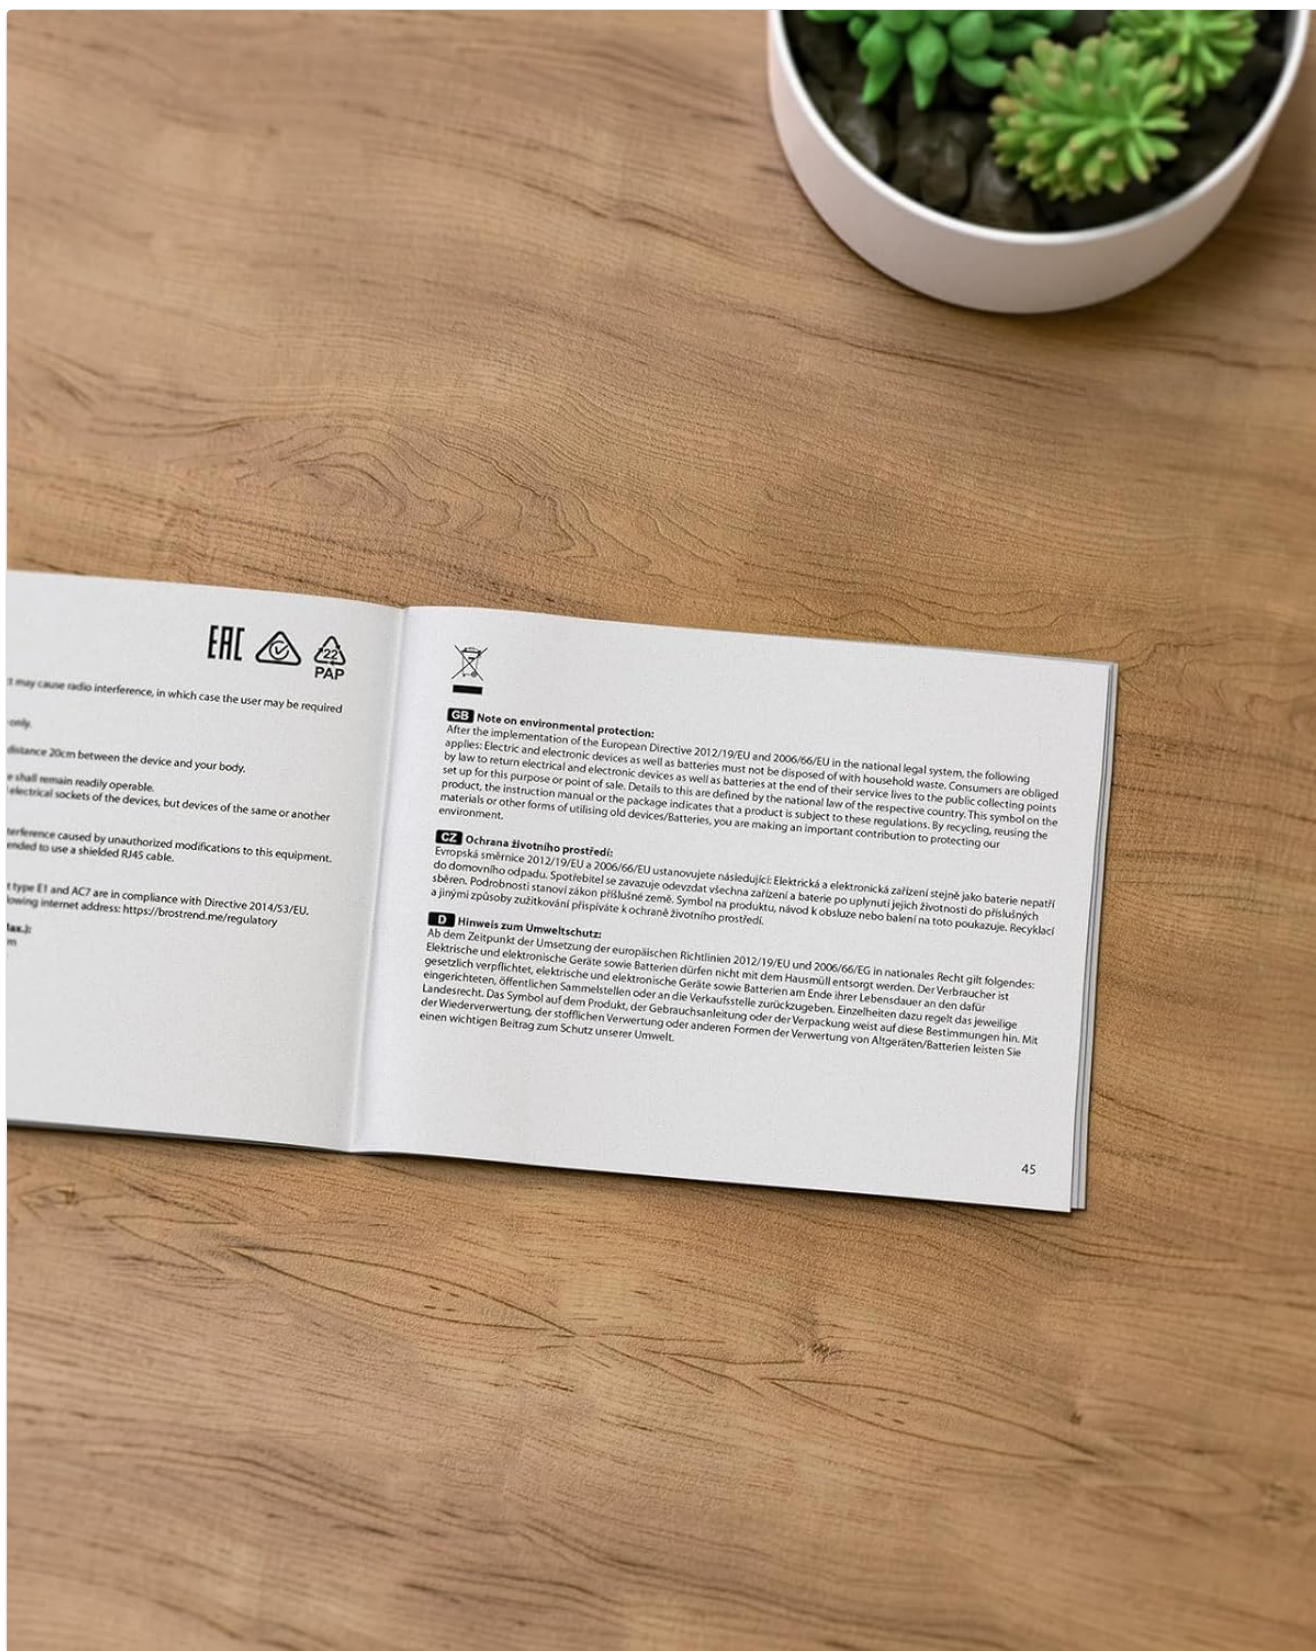 EAC
22
PAP
may cause radio interference, in which case the user may be required
only.
distance 20cm between the device and your body.
shall remain readily operable.
electrical sockets of the devices, but devices of the same or another
caused by unauthorized modifications to this equipment.
to use a shielded RJ45 cable.
type E1 and AC7 are in compliance with Directive 2014/53/EU.
internet address: https://brostrend.me/regulatory
GB Note on environmental protection:
After the implementation of the European Directive 2012/19/EU and 2006/66/EU in the national legal system, the following
applies: Electric and electronic devices as well as batteries must not be disposed of with household waste. Consumers are obliged
by law to return electrical and electronic devices as well as batteries at the end of their service lives to the public collecting points
set up for this purpose or point of sale. Details to this are defined by the national law of the respective country. This symbol on the
product, the instruction manual or the package indicates that a product is subject to these regulations. By recycling, reusing the
materials or other forms of utilising old devices/Batteries, you are making an important contribution to protecting our
environment.
CZ Ochrana životního prostředí:
Evropská směrnice 2012/19/EU a 2006/66/EU ustanovujete následující: Elektrická a elektronická zařízení stejně jako baterie nepatří
do domovního odpadu. Spotřebitel se zavazuje odevzdat všechna zařízení a baterie po uplynutí jejich životnosti do příslušných
sběren. Podrobnosti stanoví zákon příšlušné země. Symbol na produktu, návod k obsluze nebo balení na toto poukazuje. Recyklací
a jinými způsoby zužitkování přispíváte k ochraně životního prostředí.
D Hinweis zum Umweltschutz:
Ab dem Zeitpunkt der Umsetzung der europäischen Richtlinien 2012/19/EU und 2006/66/EG in nationales Recht gilt folgendes:
Elektrische und elektronische Geräte sowie Batterien dürfen nicht mit dem Hausmüll entsorgt werden. Der Verbraucher ist
gesetzlich verpflichtet, elektrische und elektronische Geräte sowie Batterien am Ende ihrer Lebensdauer an den dafür
eingerichteten, öffentlichen Sammelstellen oder an die Verkaufsstelle zurückzugeben. Einzelheiten dazu regelt das jeweilige
Landesrecht. Das Symbol auf dem Produkt, der Gebrauchsanleitung oder der Verpackung weist auf diese Bestimmungen hin. Mit
der Wiederverwertung, der stofflichen Verwertung oder anderen Formen der Verwertung von Altgeräten/Batterien leisten Sie
einen wichtigen Beitrag zum Schutz unserer Umwelt.
45